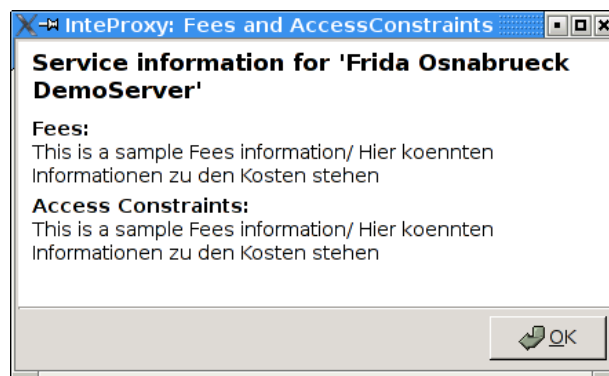 InteProxy: Fees and AccessConstraints
Service information for 'Frida Osnabrueck
DemoServer'
Fees:
This is a sample Fees information/ Hier koennten
Informationen zu den Kosten stehen
Access Constraints:
This is a sample Fees information/ Hier koennten
Informationen zu den Kosten stehen
OK